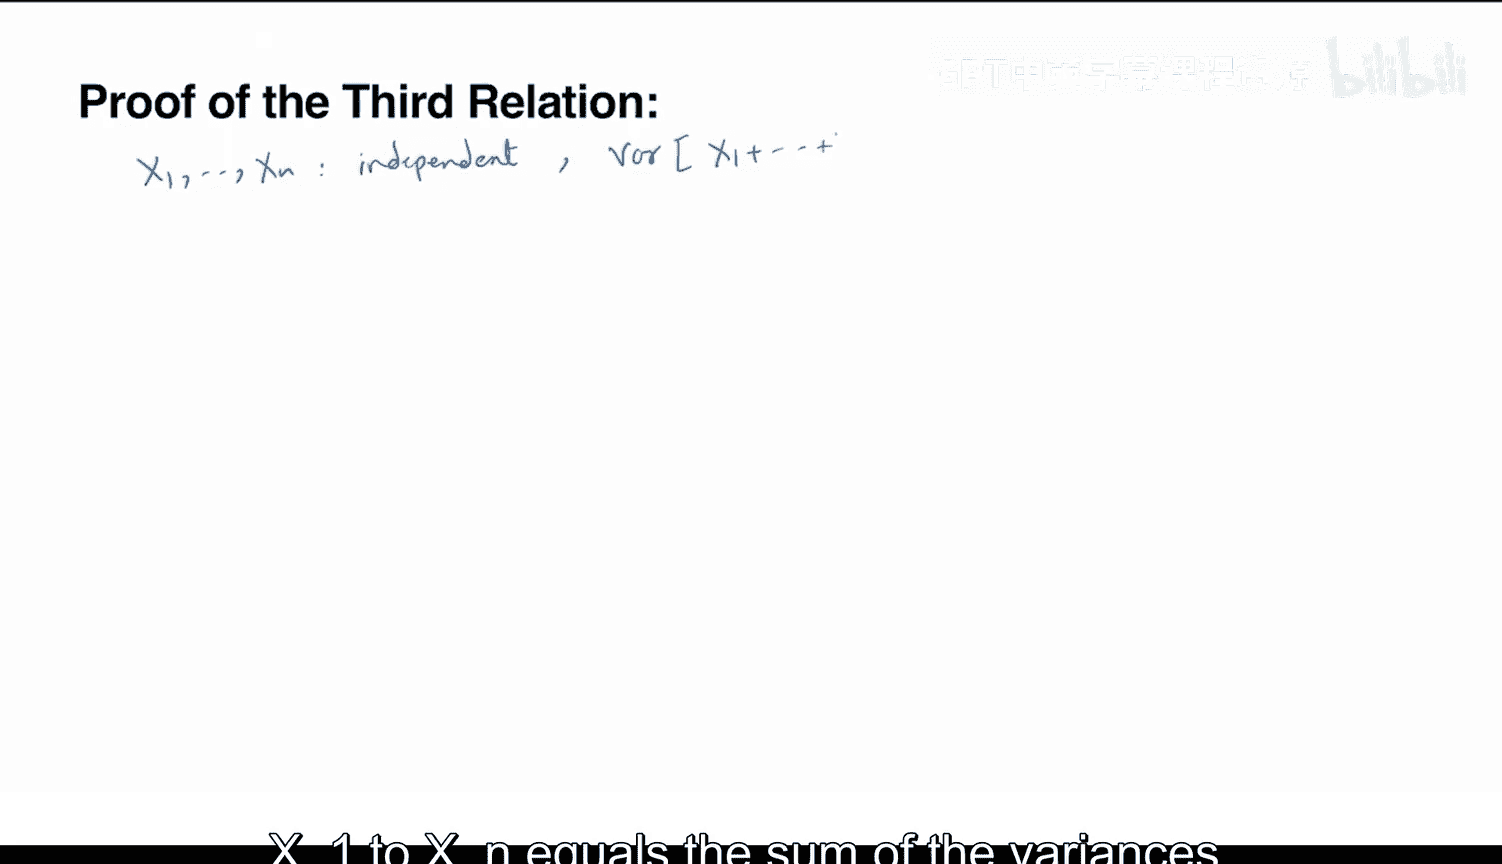 bilibili
Proof of the Third Relation:
X₁, --, Xₙ : independent , Var [ X₁ + --- +
X_1 to X_n equals the sum of the variances